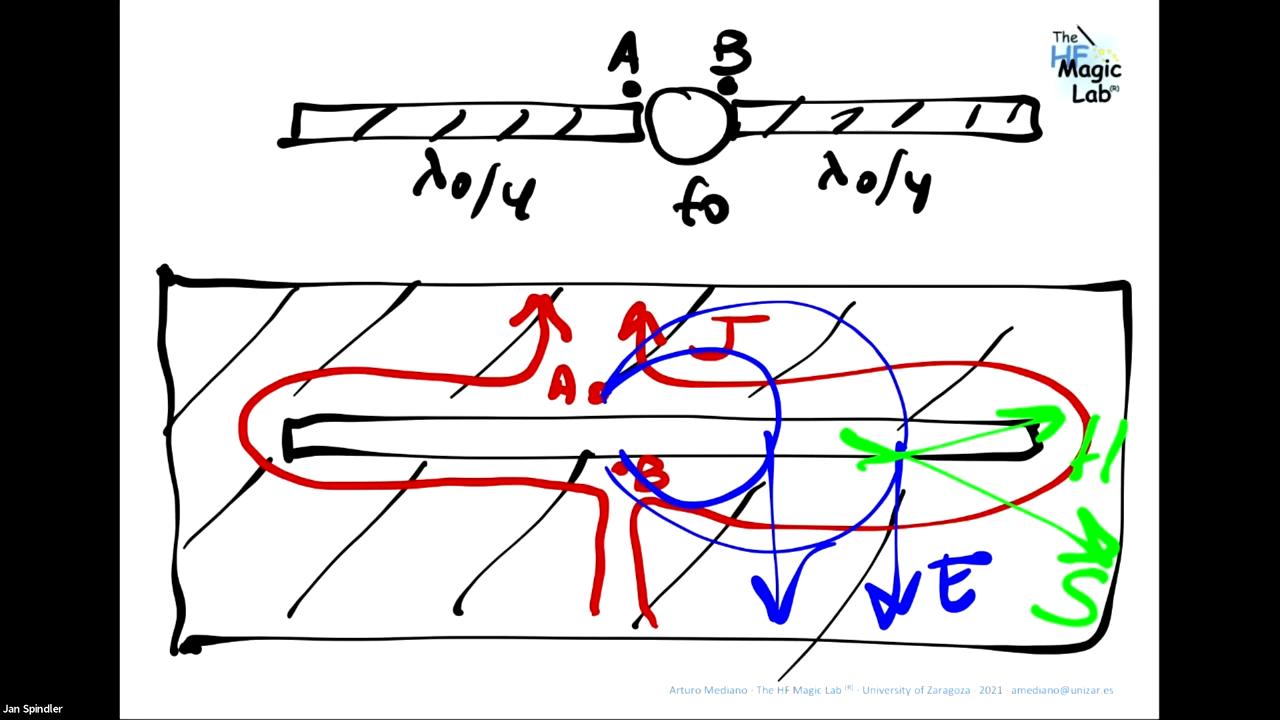 A
B
The
HF
Magic
Lab(R)
λ0/4
f0
λ0/4
J
A
B
H
E
S
Arturo Mediano · The HF Magic Lab (R) · University of Zaragoza · 2021 · amediano@unizar.es
Jan Spindler